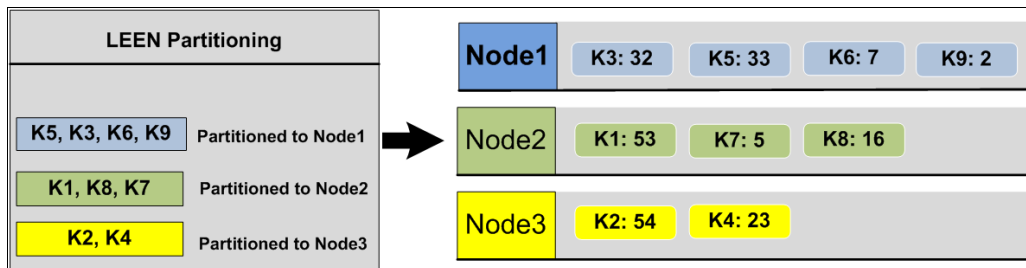 LEEN Partitioning
K5, K3, K6, K9 Partitioned to Node1
K1, K8, K7 Partitioned to Node2
K2, K4 Partitioned to Node3
Node1 K3: 32 K5: 33 K6: 7 K9: 2
Node2 K1: 53 K7: 5 K8: 16
Node3 K2: 54 K4: 23